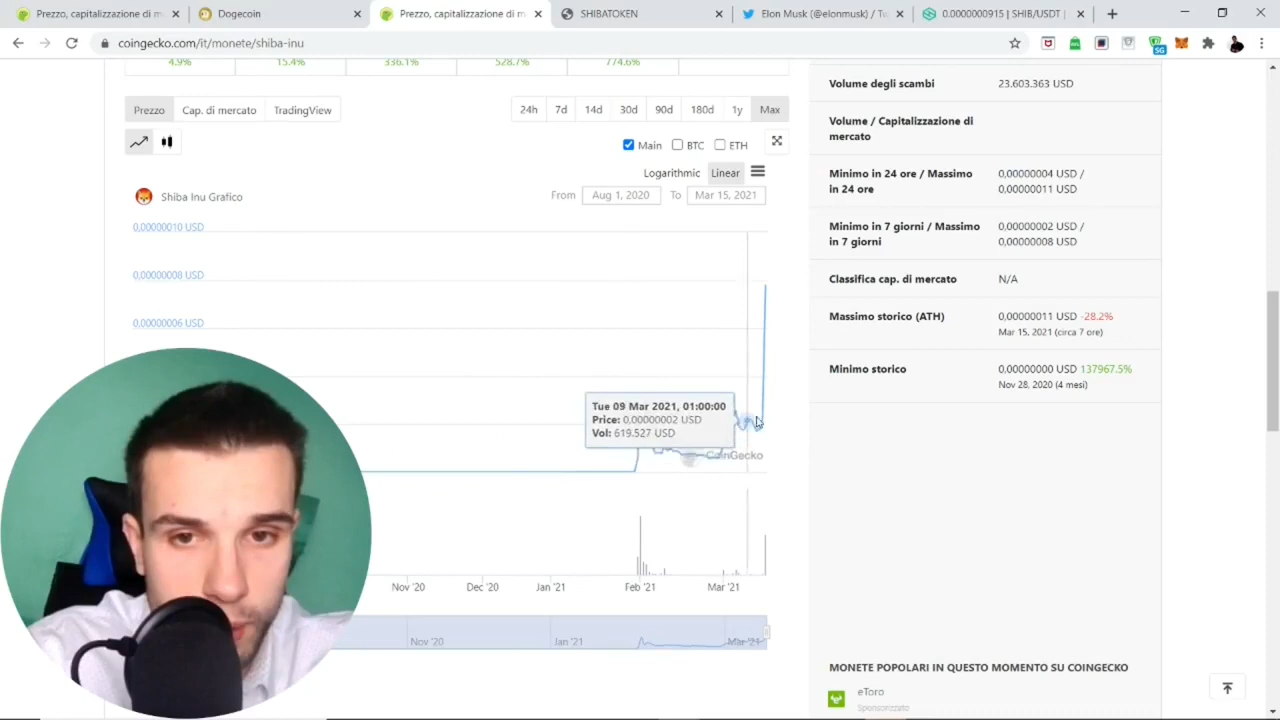 Prezzo, capitalizzazione di m
Dogecoin
Prezzo, capitalizzazione di m
SHIBATOKEN
Elon Musk (@elonmusk) / Tw
0.0000000915 | SHIB/USDT |
coingecko.com/it/monete/shiba-inu
SG
4.9%
15.4%
336.1%
528.7%
774.6%
Prezzo
Cap. di mercato
TradingView
24h
7d
14d
30d
90d
180d
1y
Max
Main
BTC
ETH
Logarithmic
Linear
Shiba Inu Grafico
From
Aug 1, 2020
To
Mar 15, 2021
0,00000010 USD
0,00000008 USD
0,00000006 USD
Tue 09 Mar 2021, 01:00:00
Price: 0,00000002 USD
Vol: 619.527 USD
CoinGecko
Nov '20
Dec '20
Jan '21
Feb '21
Mar '21
Nov '20
Jan '21
Mar '21
Volume degli scambi
23.603.363 USD
Volume / Capitalizzazione di
mercato
Minimo in 24 ore / Massimo
in 24 ore
0,00000004 USD /
0,00000011 USD
Minimo in 7 giorni / Massimo
in 7 giorni
0,00000002 USD /
0,00000008 USD
Classifica cap. di mercato
N/A
Massimo storico (ATH)
0,00000011 USD -28.2%
Mar 15, 2021 (circa 7 ore)
Minimo storico
0,00000000 USD 137967.5%
Nov 28, 2020 (4 mesi)
MONETE POPOLARI IN QUESTO MOMENTO SU COINGECKO
eToro
Sponsorizzato